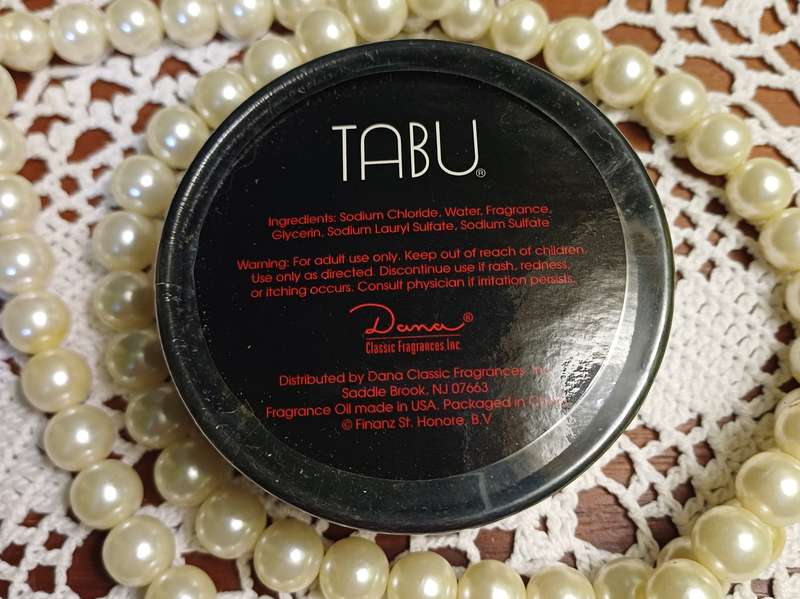 TABU®
Ingredients: Sodium Chloride, Water, Fragrance,
Glycerin, Sodium Lauryl Sulfate, Sodium Sulfate
Warning: For adult use only. Keep out of reach of children.
Use only as directed. Discontinue use if rash, redness,
or itching occurs. Consult physician if irritation persists.
Dana®
Classic Fragrances, Inc.
Distributed by Dana Classic Fragrances,
Saddle Brook, NJ 07663
Fragrance Oil made in USA. Packaged in
© Finanz St. Honore, B.V